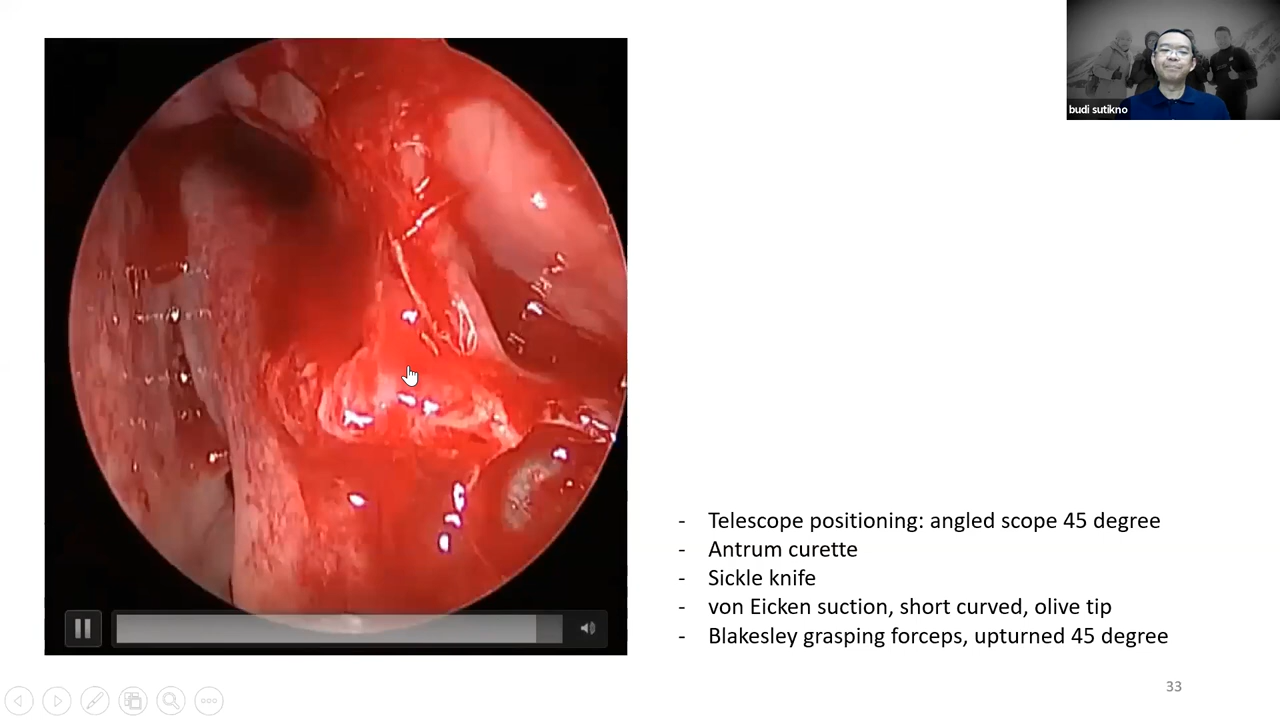 budi sutikno
- Telescope positioning: angled scope 45 degree
- Antrum curette
- Sickle knife
- von Eicken suction, short curved, olive tip
- Blakesley grasping forceps, upturned 45 degree
33